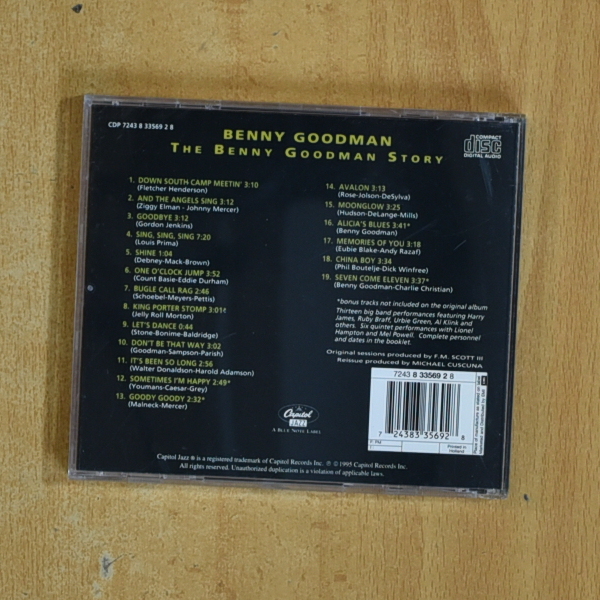 CDP 7243 8 33569 2 8
COMPACT
disc
DIGITAL AUDIO
BENNY GOODMAN
THE BENNY GOODMAN STORY
1. DOWN SOUTH CAMP MEETIN' 3:10
(Fletcher Henderson)
2. AND THE ANGELS SING 3:12
(Ziggy Elman - Johnny Mercer)
3. GOODBYE 3:12
(Gordon Jenkins)
4. SING, SING, SING 7:20
(Louis Prima)
5. SHINE 1:04
(Debney-Mack-Brown)
6. ONE O'CLOCK JUMP 3:52
(Count Basie-Eddie Durham)
7. BUGLE CALL RAG 2:46
(Schoebel-Meyers-Pettis)
8. KING PORTER STOMP
(Jelly Roll Morton)
9. LET'S DANCE 0:44
(Stone-Bonime-Baldridge)
10. DON'T BE THAT WAY 3:02
(Goodman-Sampson-Parish)
11. IT'S BEEN SO LONG 2:56
(Walter Donaldson-Harold Adamson)
12. SOMETIMES I'M HAPPY 2:49*
(Youmans-Caesar-Grey)
13. GOODY GOODY 2:32*
(Malneck-Mercer)
14. AVALON 3:13
(Rose-Jolson-DeSylva)
15. MOONGLOW 3:25
(Hudson-DeLange-Mills)
16. ALICIA'S BLUES 3:41*
(Benny Goodman)
17. MEMORIES OF YOU 3:18
(Eubie Blake-Andy Razaf)
18. CHINA BOY 3:34
(Phil Boutelje-Dick Winfree)
19. SEVEN COME ELEVEN 3:37*
(Benny Goodman-Charlie Christian)
*bonus tracks not included on the original album
Thirteen big band performances featuring Harry
James, Ruby Braff, Urbie Green, Al Klink and
others. Six quintet performances with Lionel
Hampton and Mel Powell. Complete personnel
and dates in the booklet.
Original sessions produced by F.M. SCOTT III
Reissue produced by MICHAEL CUSCUNA
7243 8 33569 2 8
7 24383 35692 8
Printed in
Holland
Capitol
JAZZ
A BLUE NOTE LABEL
Capitol Jazz ® is a registered trademark of Capitol Records Inc. ℗ © 1995 Capitol Records Inc.
All rights reserved. Unauthorized duplication is a violation of applicable laws.